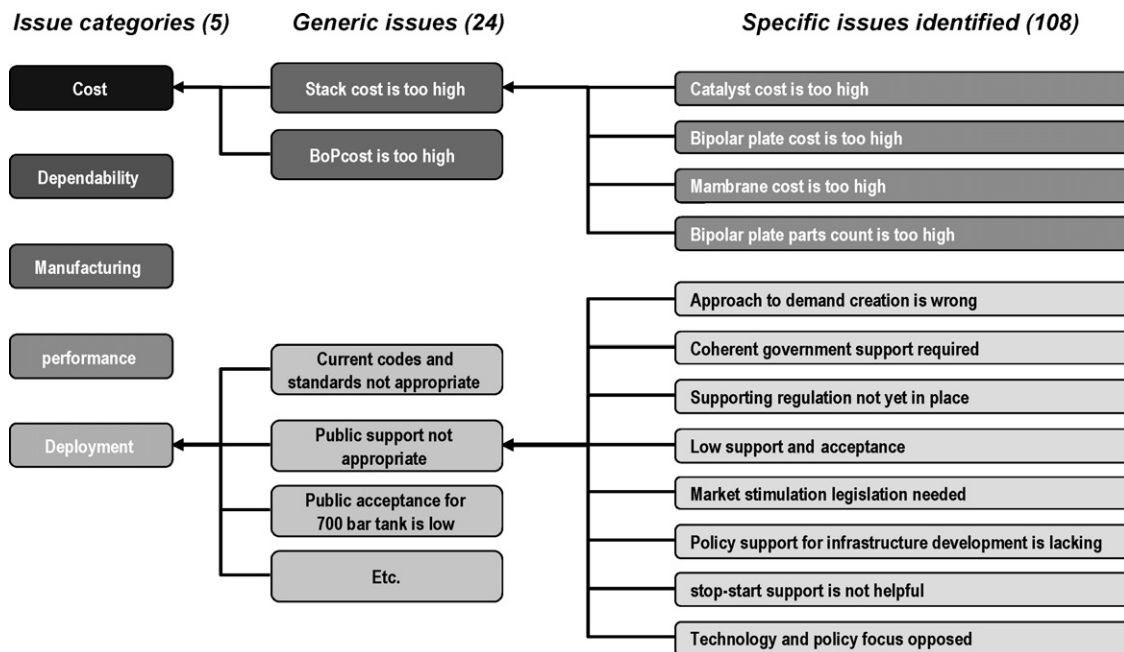 Issue categories (5)
Generic issues (24)
Specific issues identified (108)
Cost
Dependability
Manufacturing
performance
Deployment
Stack cost is too high
BoPcost is too high
Current codes and
standards not appropriate
Public support not
appropriate
Public acceptance for
700 bar tank is low
Etc.
Catalyst cost is too high
Bipolar plate cost is too high
Mambrane cost is too high
Bipolar plate parts count is too high
Approach to demand creation is wrong
Coherent government support required
Supporting regulation not yet in place
Low support and acceptance
Market stimulation legislation needed
Policy support for infrastructure development is lacking
stop-start support is not helpful
Technology and policy focus opposed